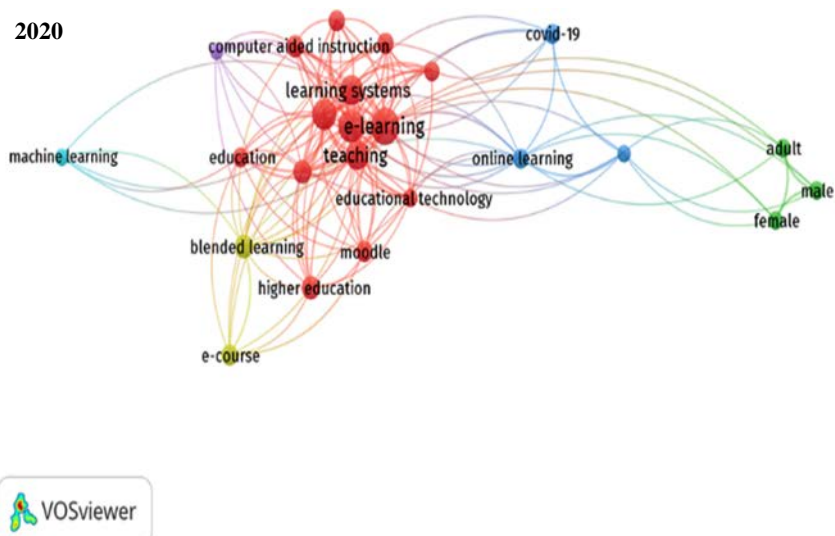 2020
covid-19
computer aided instruction
learning systems
e-learning
machine learning
education
teaching
online learning
adult
male
educational technology
female
blended learning
moodle
higher education
e-course
VOSviewer